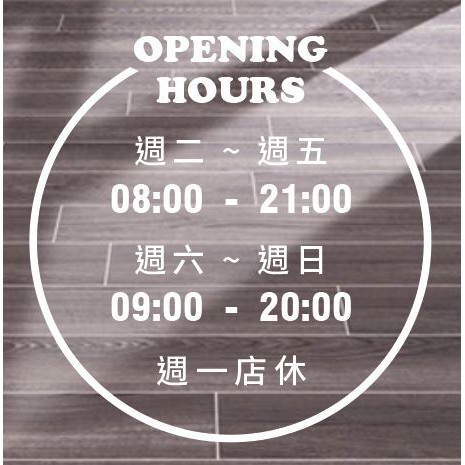 OPENING
HOURS
週二 ~ 週五
08:00 - 21:00
週六 ~ 週日
09:00 - 20:00
週一店休